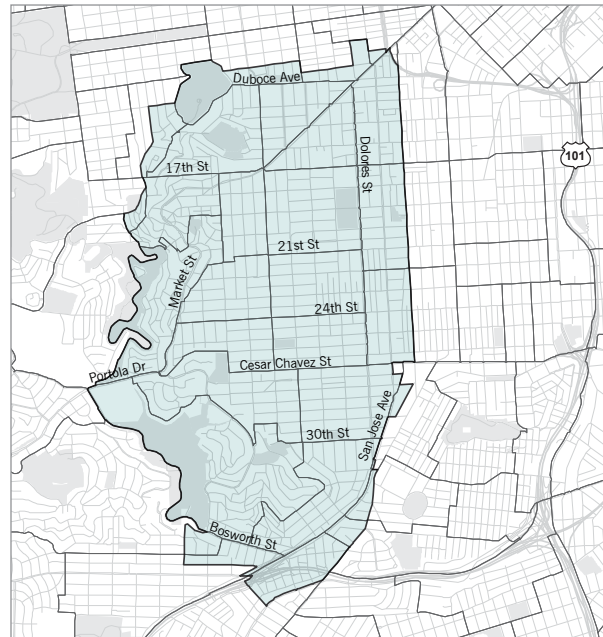 Duboce Ave
Dolores St
101
17th St
21st St
Market St
24th St
Portola Dr
Cesar Chavez St
San Jose Ave
30th St
Bosworth St